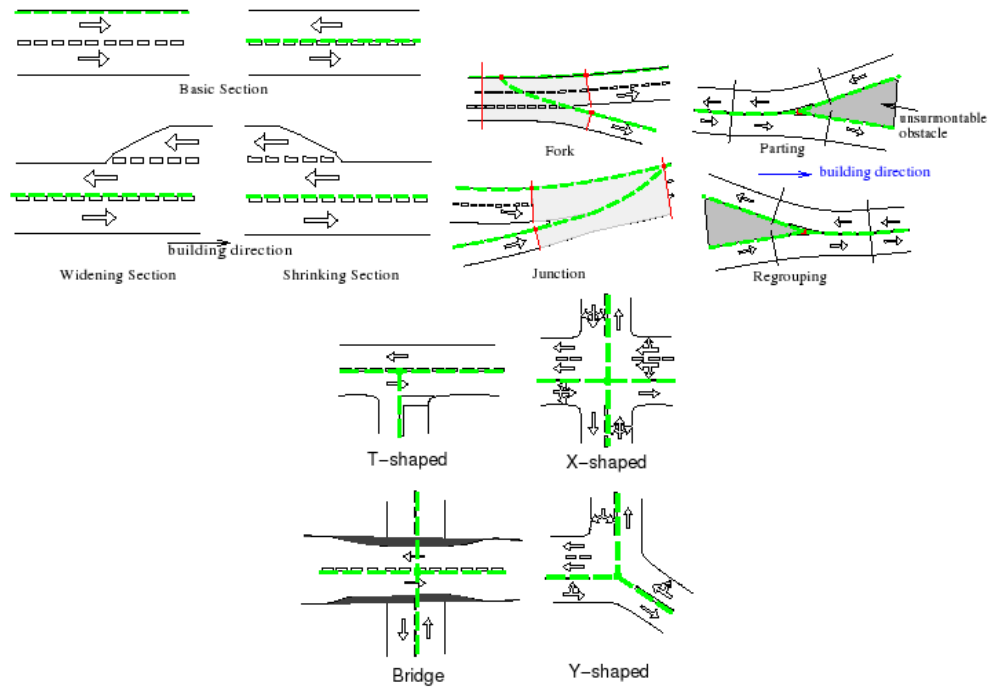 Basic Section
Fork
Parting
unsurmountable
obstacle
building direction
building direction
Widening Section
Shrinking Section
Junction
Regrouping
T-shaped
X-shaped
Bridge
Y-shaped